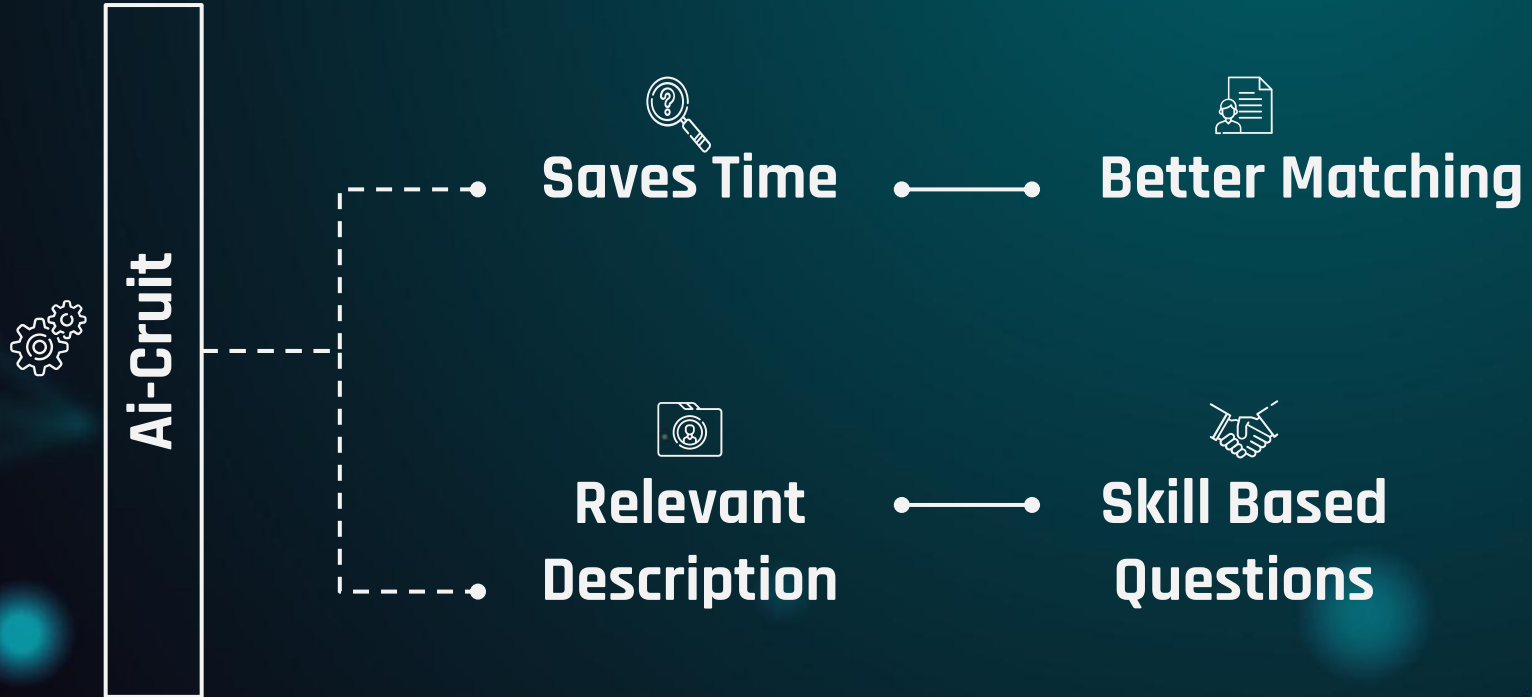 Ai-Cruit
Saves Time
Better Matching
Relevant
Description
Skill Based
Questions